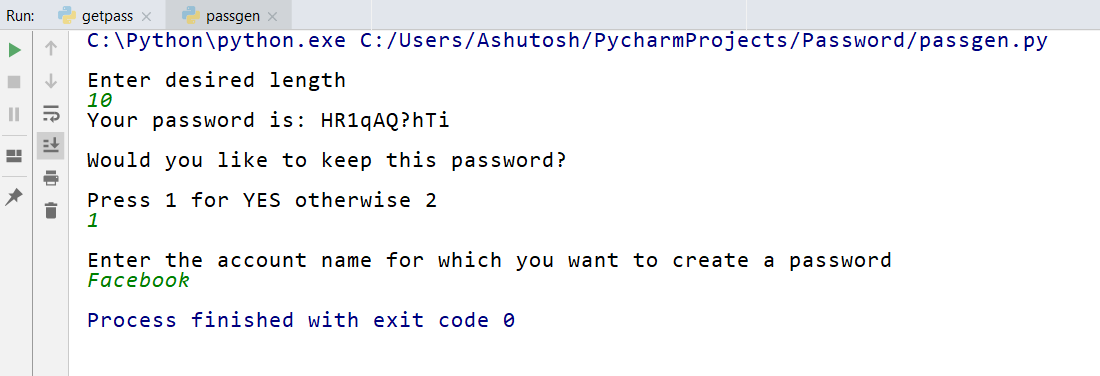 Run: getpass passgen
C:\Python\python.exe C:/Users/Ashutosh/PycharmProjects/Password/passgen.py
Enter desired length
10
Your password is: HR1qAQ?hTi
Would you like to keep this password?
Press 1 for YES otherwise 2
1
Enter the account name for which you want to create a password
Facebook
Process finished with exit code 0